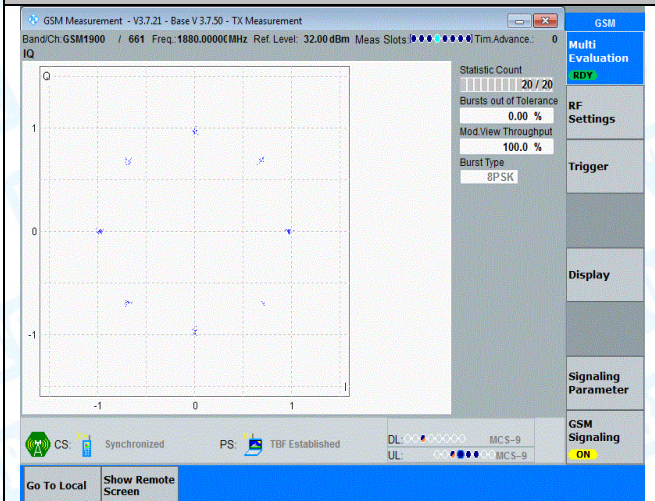 GSM Measurement - V3.7.21 - Base V 3.7.50 - TX Measurement
GSM
Band/Ch:GSM1900 / 661 Freq.:1880.00000 MHz Ref. Level: 32.00 dBm Meas Slots: Tim.Advance.: 0
IQ
Multi
Evaluation
RDY
Q
Statistic Count
20 / 20
Bursts out of Tolerance
0.00 %
Mod.View Throughput
100.0 %
Burst Type
8PSK
RF
Settings
Trigger
Display
1
0
-1
I
-1 0 1
Signaling
Parameter
GSM
Signaling
ON
CS: Synchronized PS: TBF Established DL: MCS-9
UL: MCS-9
Go To Local
Show Remote
Screen